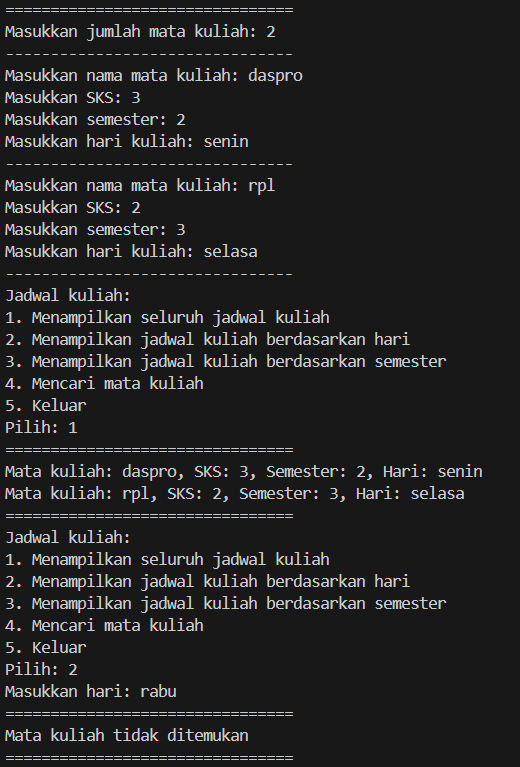 ================================
Masukkan jumlah mata kuliah: 2
--------------------------------
Masukkan nama mata kuliah: daspro
Masukkan SKS: 3
Masukkan semester: 2
Masukkan hari kuliah: senin
--------------------------------
Masukkan nama mata kuliah: rpl
Masukkan SKS: 2
Masukkan semester: 3
Masukkan hari kuliah: selasa
--------------------------------
Jadwal kuliah:
1. Menampilkan seluruh jadwal kuliah
2. Menampilkan jadwal kuliah berdasarkan hari
3. Menampilkan jadwal kuliah berdasarkan semester
4. Mencari mata kuliah
5. Keluar
Pilih: 1
================================
Mata kuliah: daspro, SKS: 3, Semester: 2, Hari: senin
Mata kuliah: rpl, SKS: 2, Semester: 3, Hari: selasa
================================
Jadwal kuliah:
1. Menampilkan seluruh jadwal kuliah
2. Menampilkan jadwal kuliah berdasarkan hari
3. Menampilkan jadwal kuliah berdasarkan semester
4. Mencari mata kuliah
5. Keluar
Pilih: 2
Masukkan hari: rabu
================================
Mata kuliah tidak ditemukan
================================